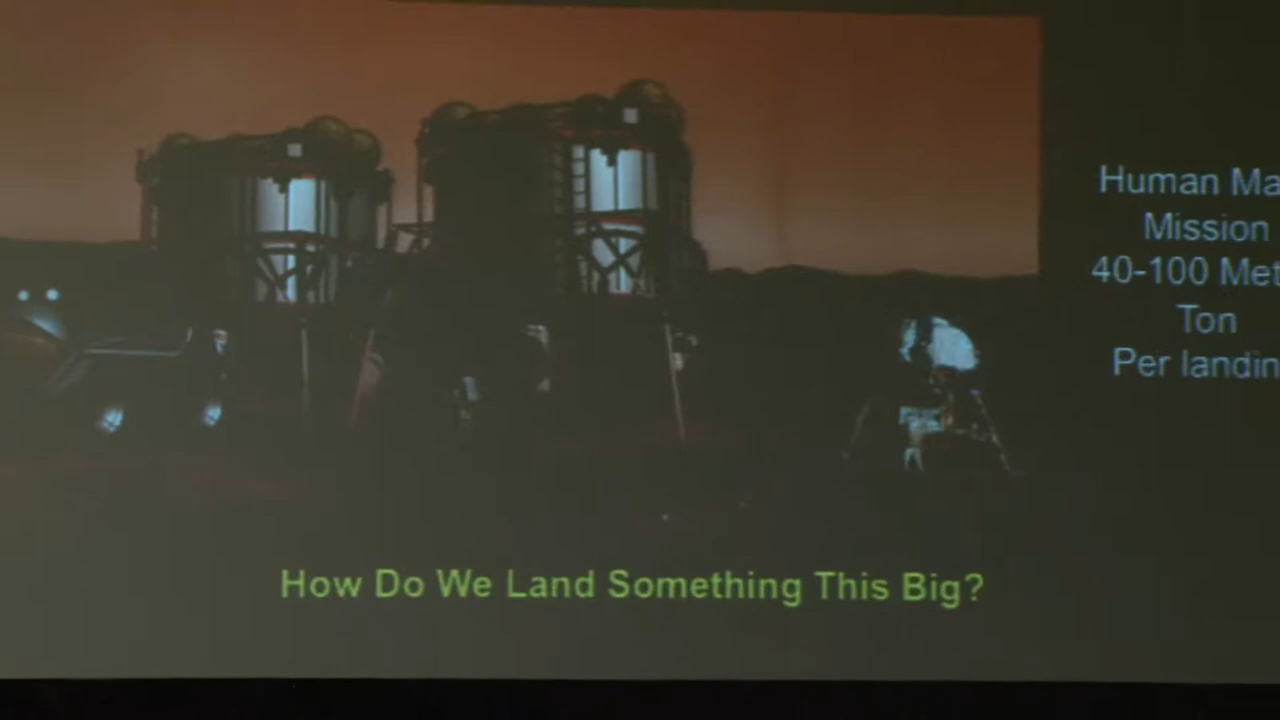 Human Ma
Mission
40-100 Met
Ton
Per landin
How Do We Land Something This Big?